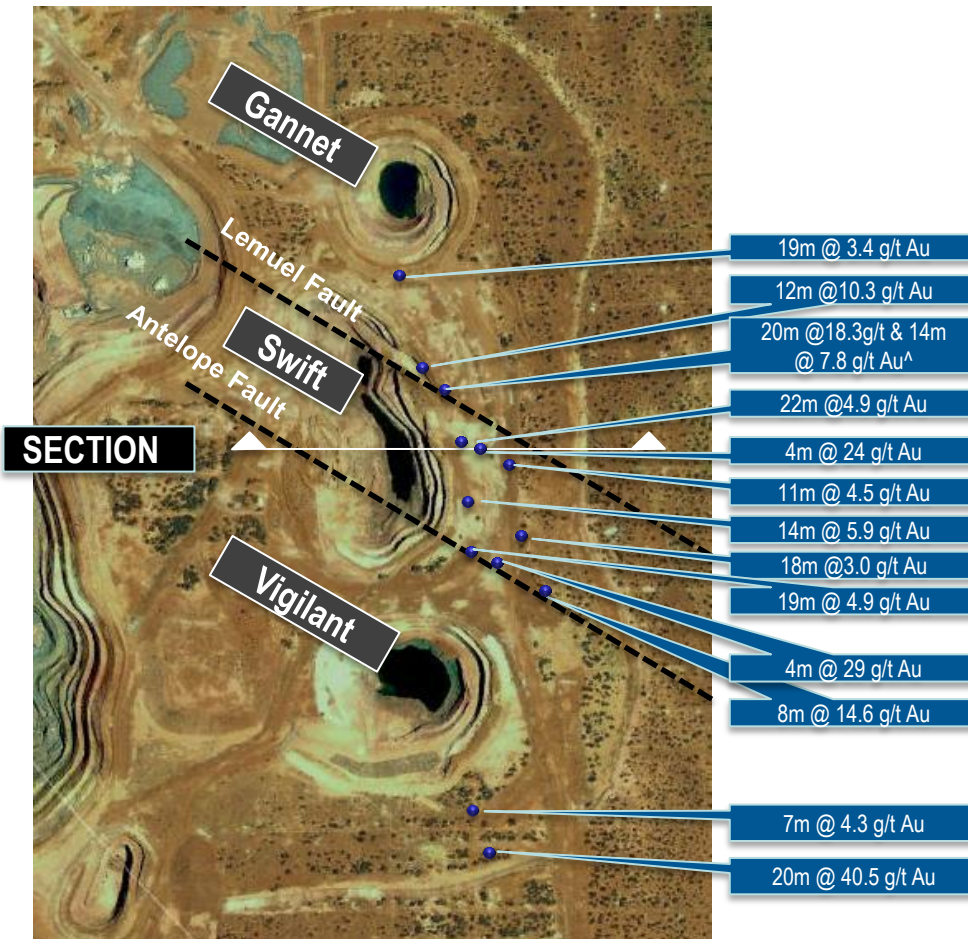 Gannet
Lemuel Fault
Antelope Fault
Swift
SECTION
Vigilant
19m @ 3.4 g/t Au
12m @10.3 g/t Au
20m @18.3g/t & 14m
@ 7.8 g/t Au^
22m @4.9 g/t Au
4m @ 24 g/t Au
11m @ 4.5 g/t Au
14m @ 5.9 g/t Au
18m @3.0 g/t Au
19m @ 4.9 g/t Au
4m @ 29 g/t Au
8m @ 14.6 g/t Au
7m @ 4.3 g/t Au
20m @ 40.5 g/t Au